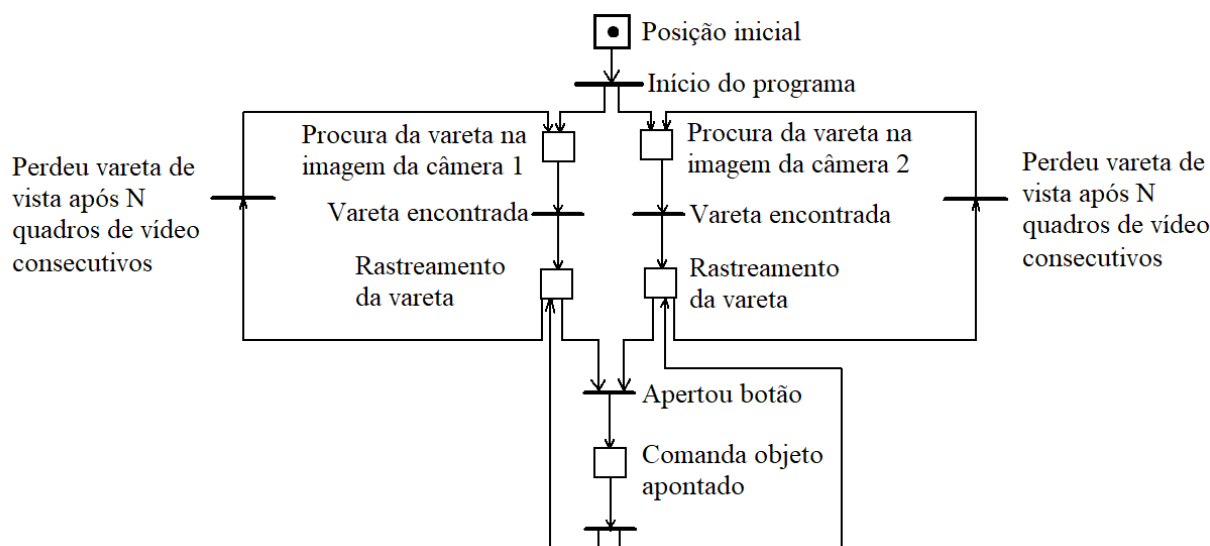 Posição inicial
Início do programa
Procura da vareta na
imagem da câmera 1
Procura da vareta na
imagem da câmera 2
Perdeu vareta de
vista após N
quadros de vídeo
consecutivos
Perdeu vareta de
vista após N
quadros de vídeo
consecutivos
Vareta encontrada
Vareta encontrada
Rastreamento
da vareta
Rastreamento
da vareta
Apertou botão
Comanda objeto
apontado